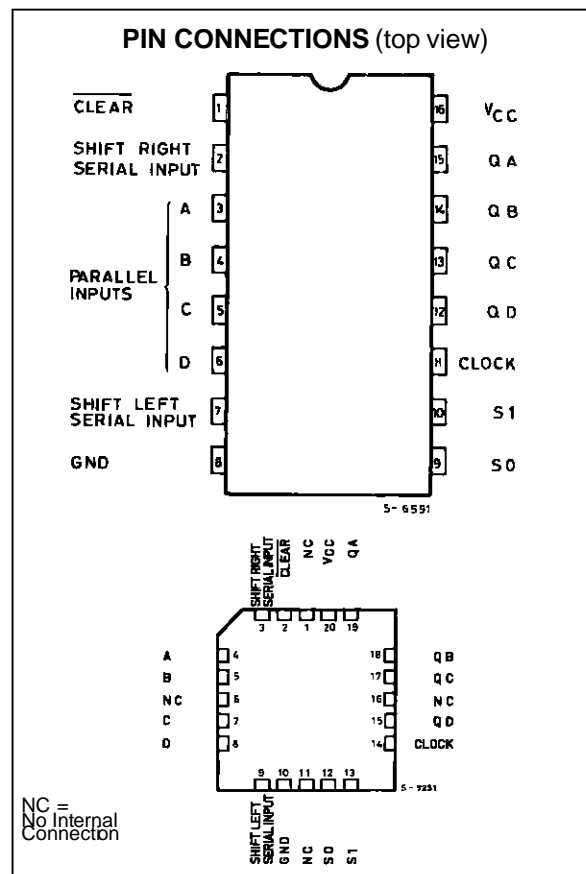 PIN CONNECTIONS (top view)
CLEAR 1 16 VCC
SHIFT RIGHT
SERIAL INPUT 2 15 QA
A 3 14 QB
B 4 13 QC
PARALLEL
INPUTS
C 5 12 QD
D 6 11 CLOCK
SHIFT LEFT
SERIAL INPUT 7 10 S1
GND 8 9 S0
S-6591
SHIFT RIGHT
SERIAL INPUT
CLEAR
NC
VCC
QA
3 2 1 20 19
A 4 18 QB
B 5 17 QC
NC 6 16 NC
C 7 15 QD
D 8 14 CLOCK
9 10 11 12 13
S-7231
SHIFT LEFT
SERIAL INPUT
GND
NC
S0
S1
NC =
No Internal
Connection